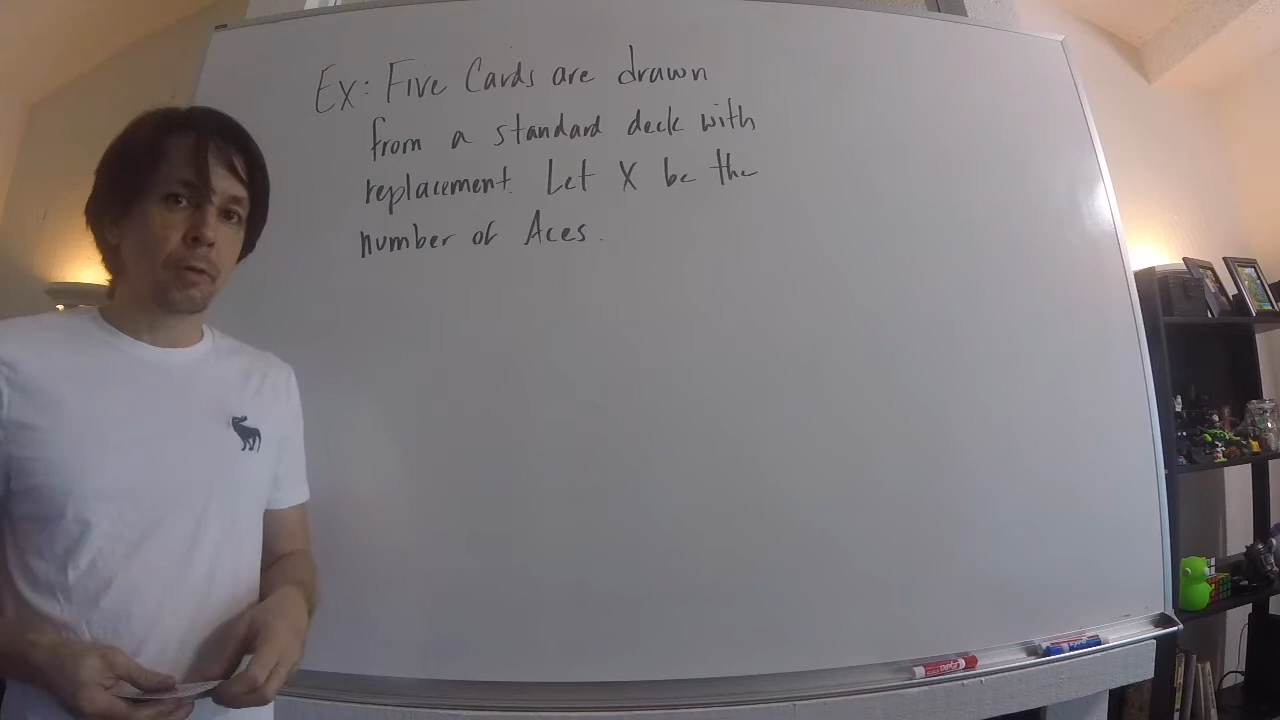 Ex: Five Cards are drawn
from a standard deck with
replacement. Let X be the
number of Aces.